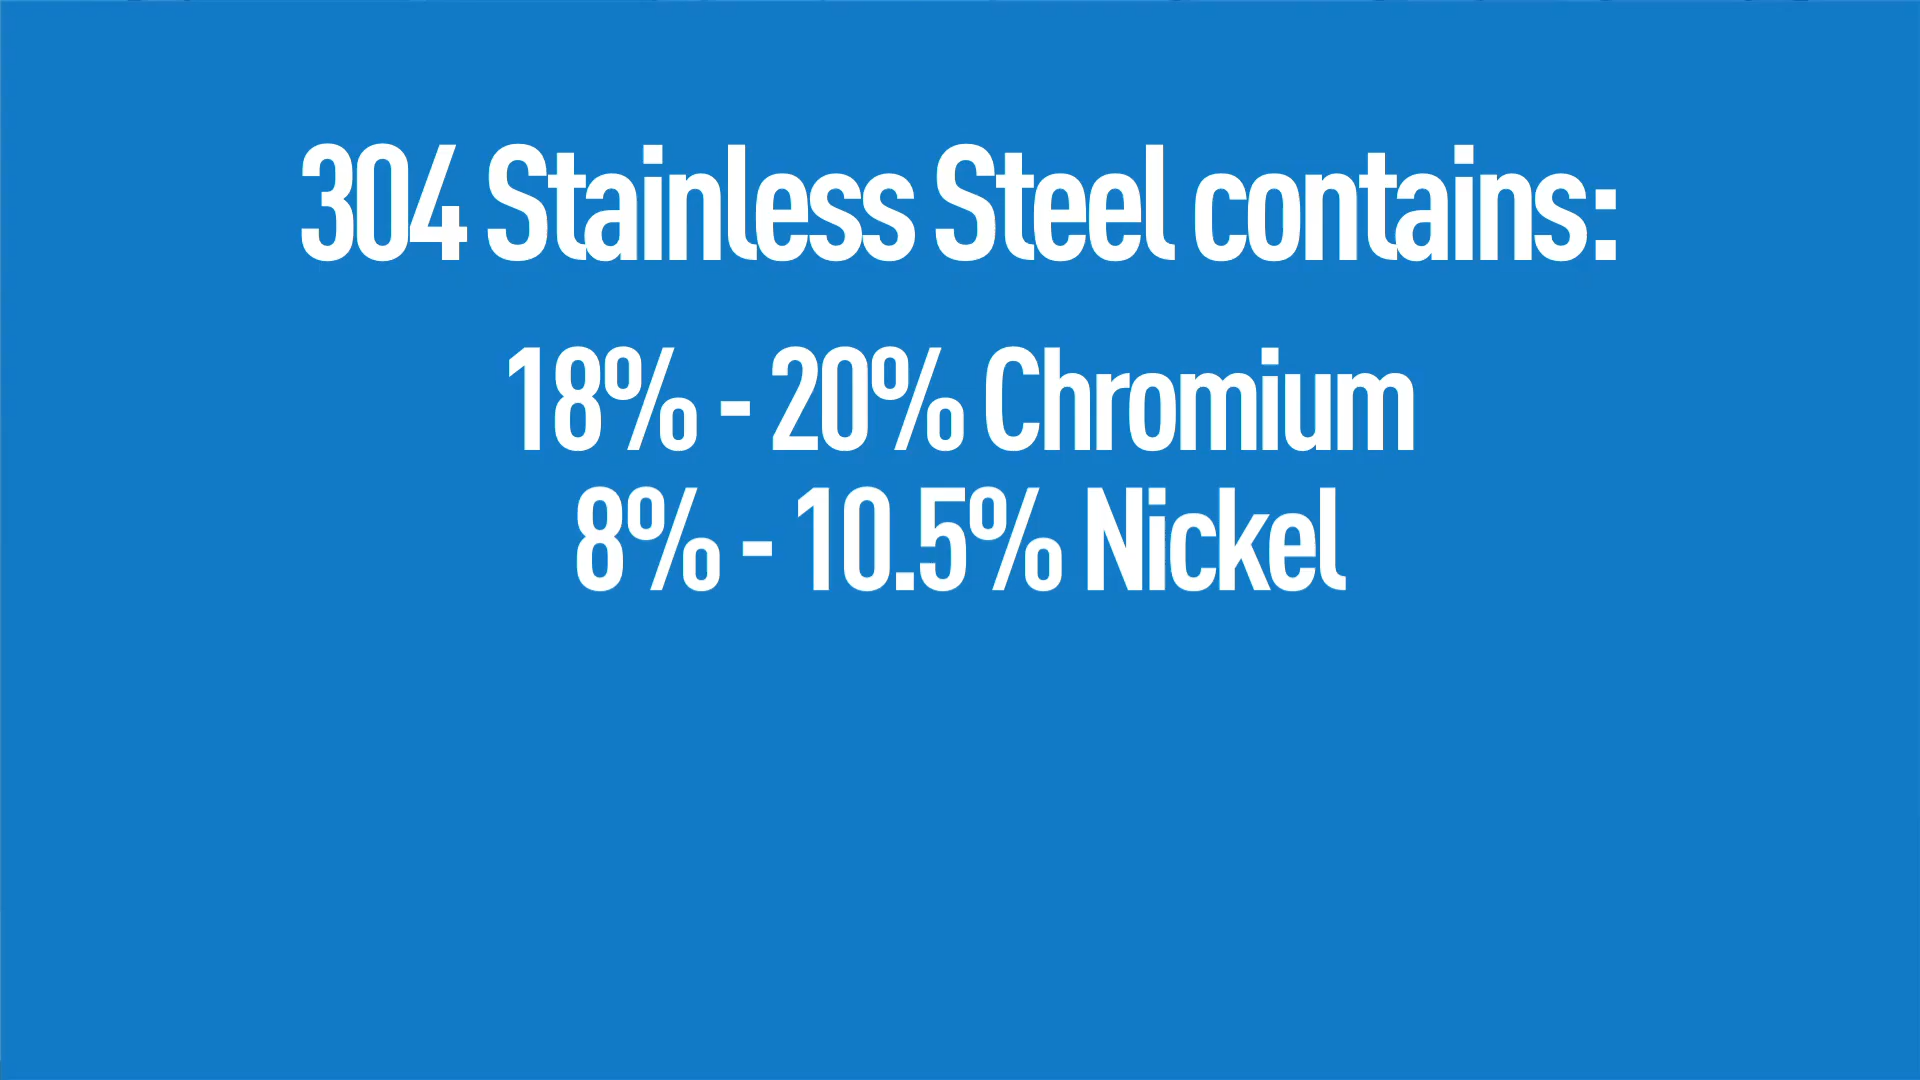 304 Stainless Steel contains:
18% - 20% Chromium
8% - 10.5% Nickel